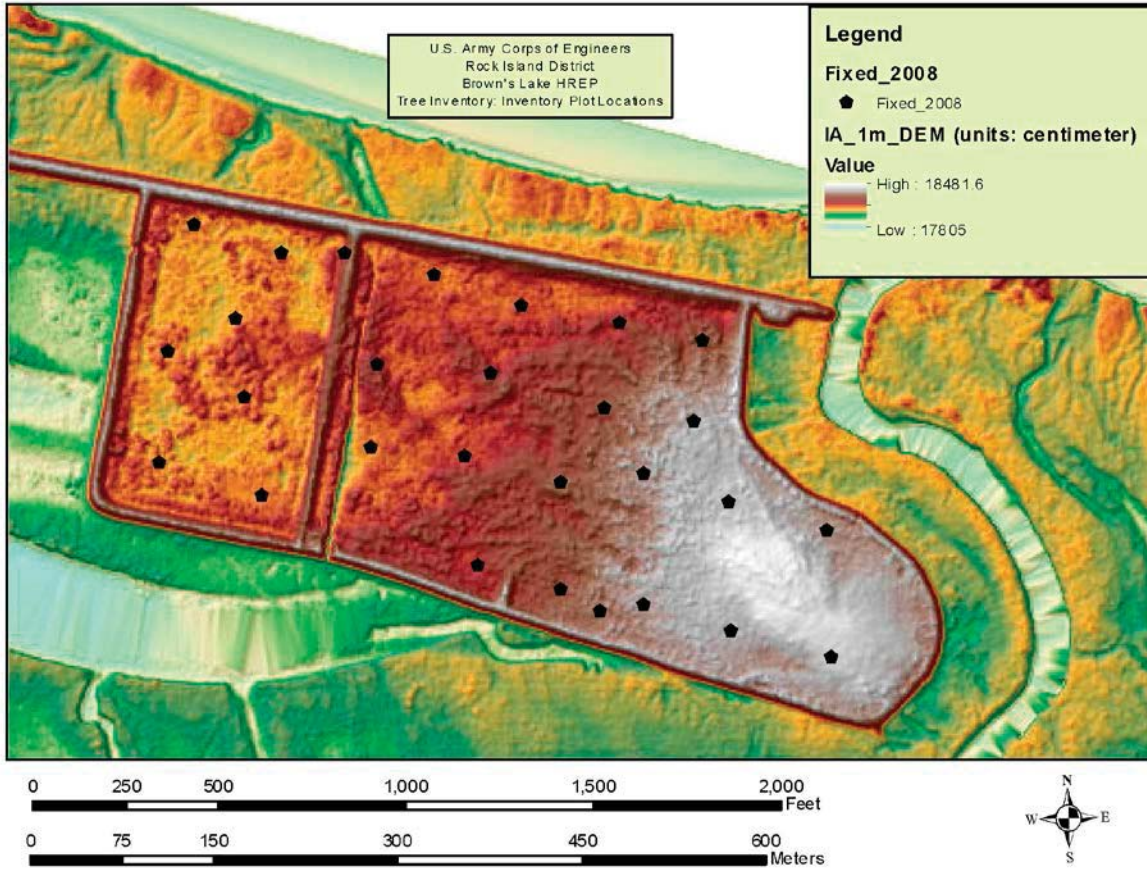 U.S. Army Corps of Engineers
Rock Island District
Brown's Lake HREP
Tree Inventory: Inventory Plot Locations
Legend
Fixed_2008
Fixed_2008
IA_1m_DEM (units: centimeter)
Value
High : 18481.6
Low : 17805
0 250 500 1,000 1,500 2,000
Feet
0 75 150 300 450 600
Meters
N
W E
S